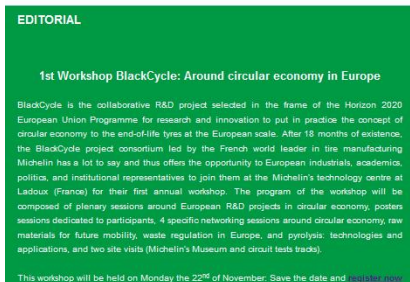 EDITORIAL
1st Workshop BlackCycle: Around circular economy in Europe
BlackCycle is the collaborative R&D project selected in the frame of the Horizon 2020
European Union Programme for research and innovation to put in practice the concept of
circular economy to the end-of-life tyres at the European scale. After 18 months of existence,
the BlackCycle project consortium led by the French world leader in tire manufacturing
Michelin has a lot to say and thus offers the opportunity to European industrials, academics,
politics, and institutional representatives to join them at the Michelin's technology centre at
Ladoux (France) for their first annual workshop. The program of the workshop will be
composed of plenary sessions around European R&D projects in circular economy, posters
sessions dedicated to participants, 4 specific networking sessions around circular economy, raw
materials for future mobility, waste regulation in Europe, and pyrolysis: technologies and
applications, and two site visits (Michelin's Museum and circuit tests tracks).
This workshop will be held on Monday the 22nd of November: Save the date and register now